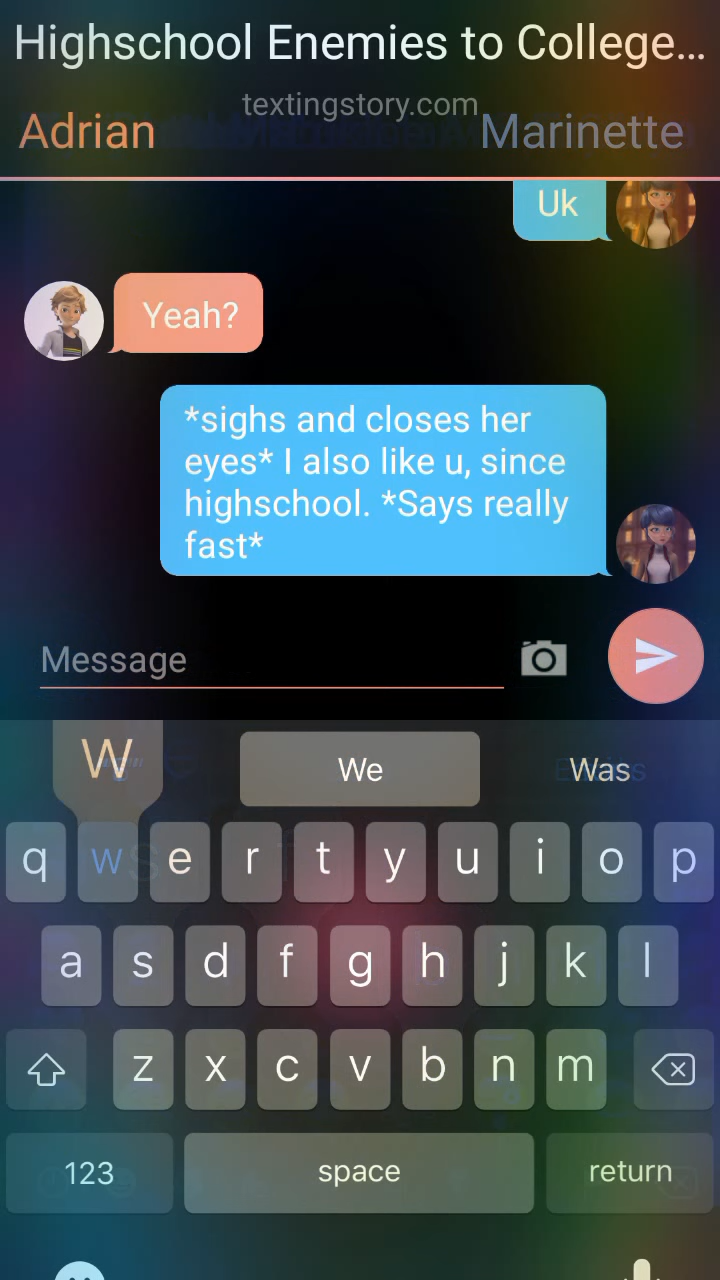 Highschool Enemies to College...
textingstory.com
Adrian
Marinette
Uk
Yeah?
*sighs and closes her
eyes* I also like u, since
highschool. *Says really
fast*
Message
W
We
Was
q w e r t y u i o p
a s d f g h j k l
z x c v b n m
123 space return